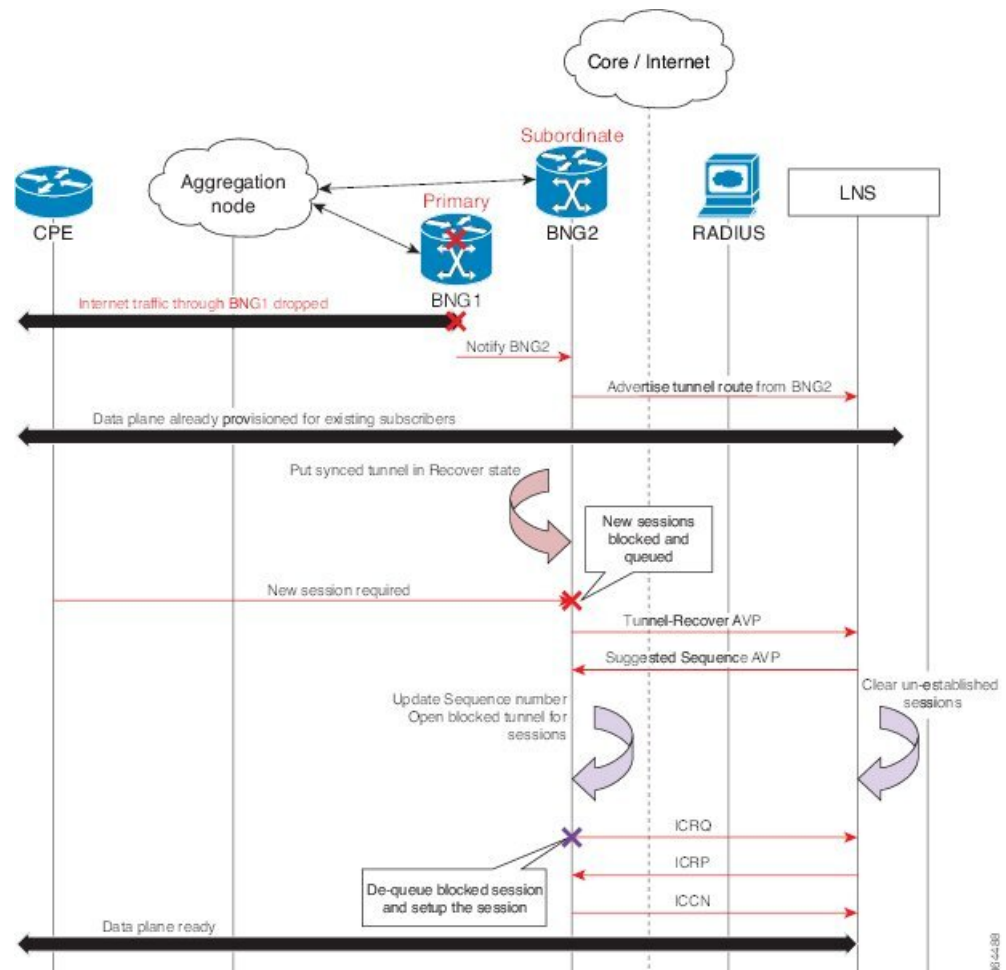 Core / Internet
Subordinate
Aggregation
node
Primary
LNS
CPE
BNG2
RADIUS
BNG1
Internet traffic through BNG1 dropped
Notify BNG2
Advertise tunnel route from BNG2
Data plane already provisioned for existing subscribers
Put synced tunnel in Recover state
New sessions
blocked and
queued
New session required
Tunnel-Recover AVP
Suggested Sequence AVP
Clear un-established
sessions
Update Sequence number
Open blocked tunnel for
sessions
ICRQ
ICRP
De-queue blocked session
and setup the session
ICCN
Data plane ready